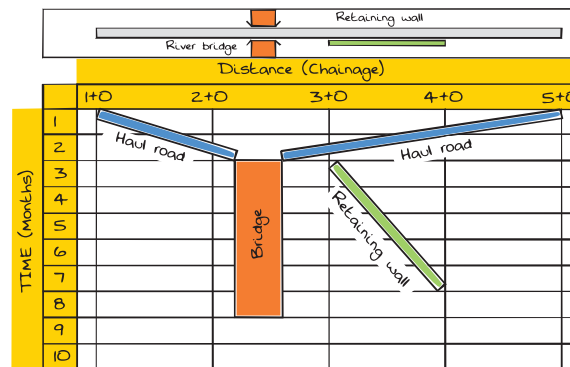 Retaining wall
River bridge
Distance (Chainage)
1+0 2+0 3+0 4+0 5+0
TIME (Months)
1
2
3
4
5
6
7
8
9
10
Haul road
Haul road
Bridge
Retaining wall